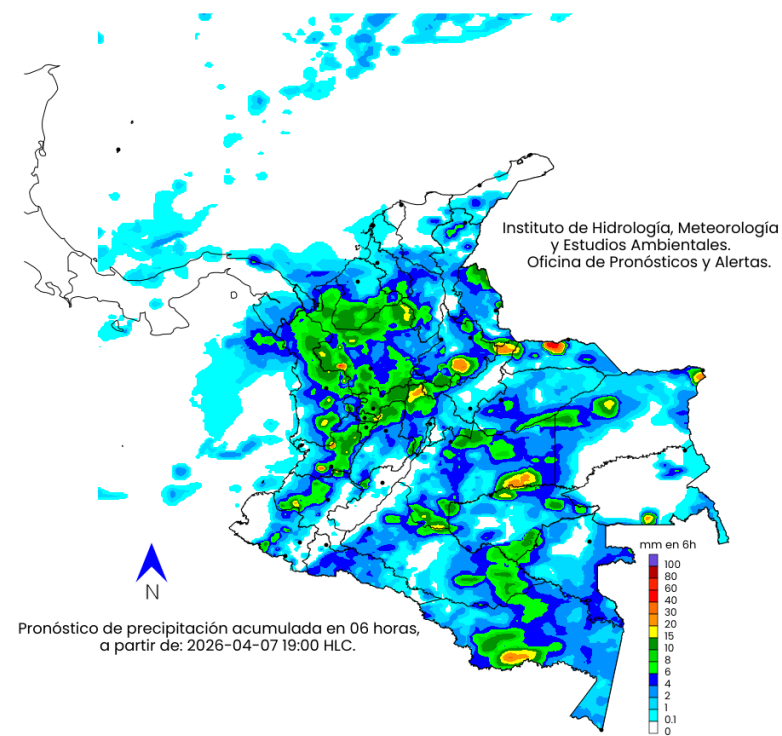 Instituto de Hidrología, Meteorología
y Estudios Ambientales.
Oficina de Pronósticos y Alertas.
mm en 6h
100
80
60
40
30
20
15
10
8
6
4
2
1
0.1
0
N
Pronóstico de precipitación acumulada en 06 horas,
a partir de: 2026-04-07 19:00 HLC.